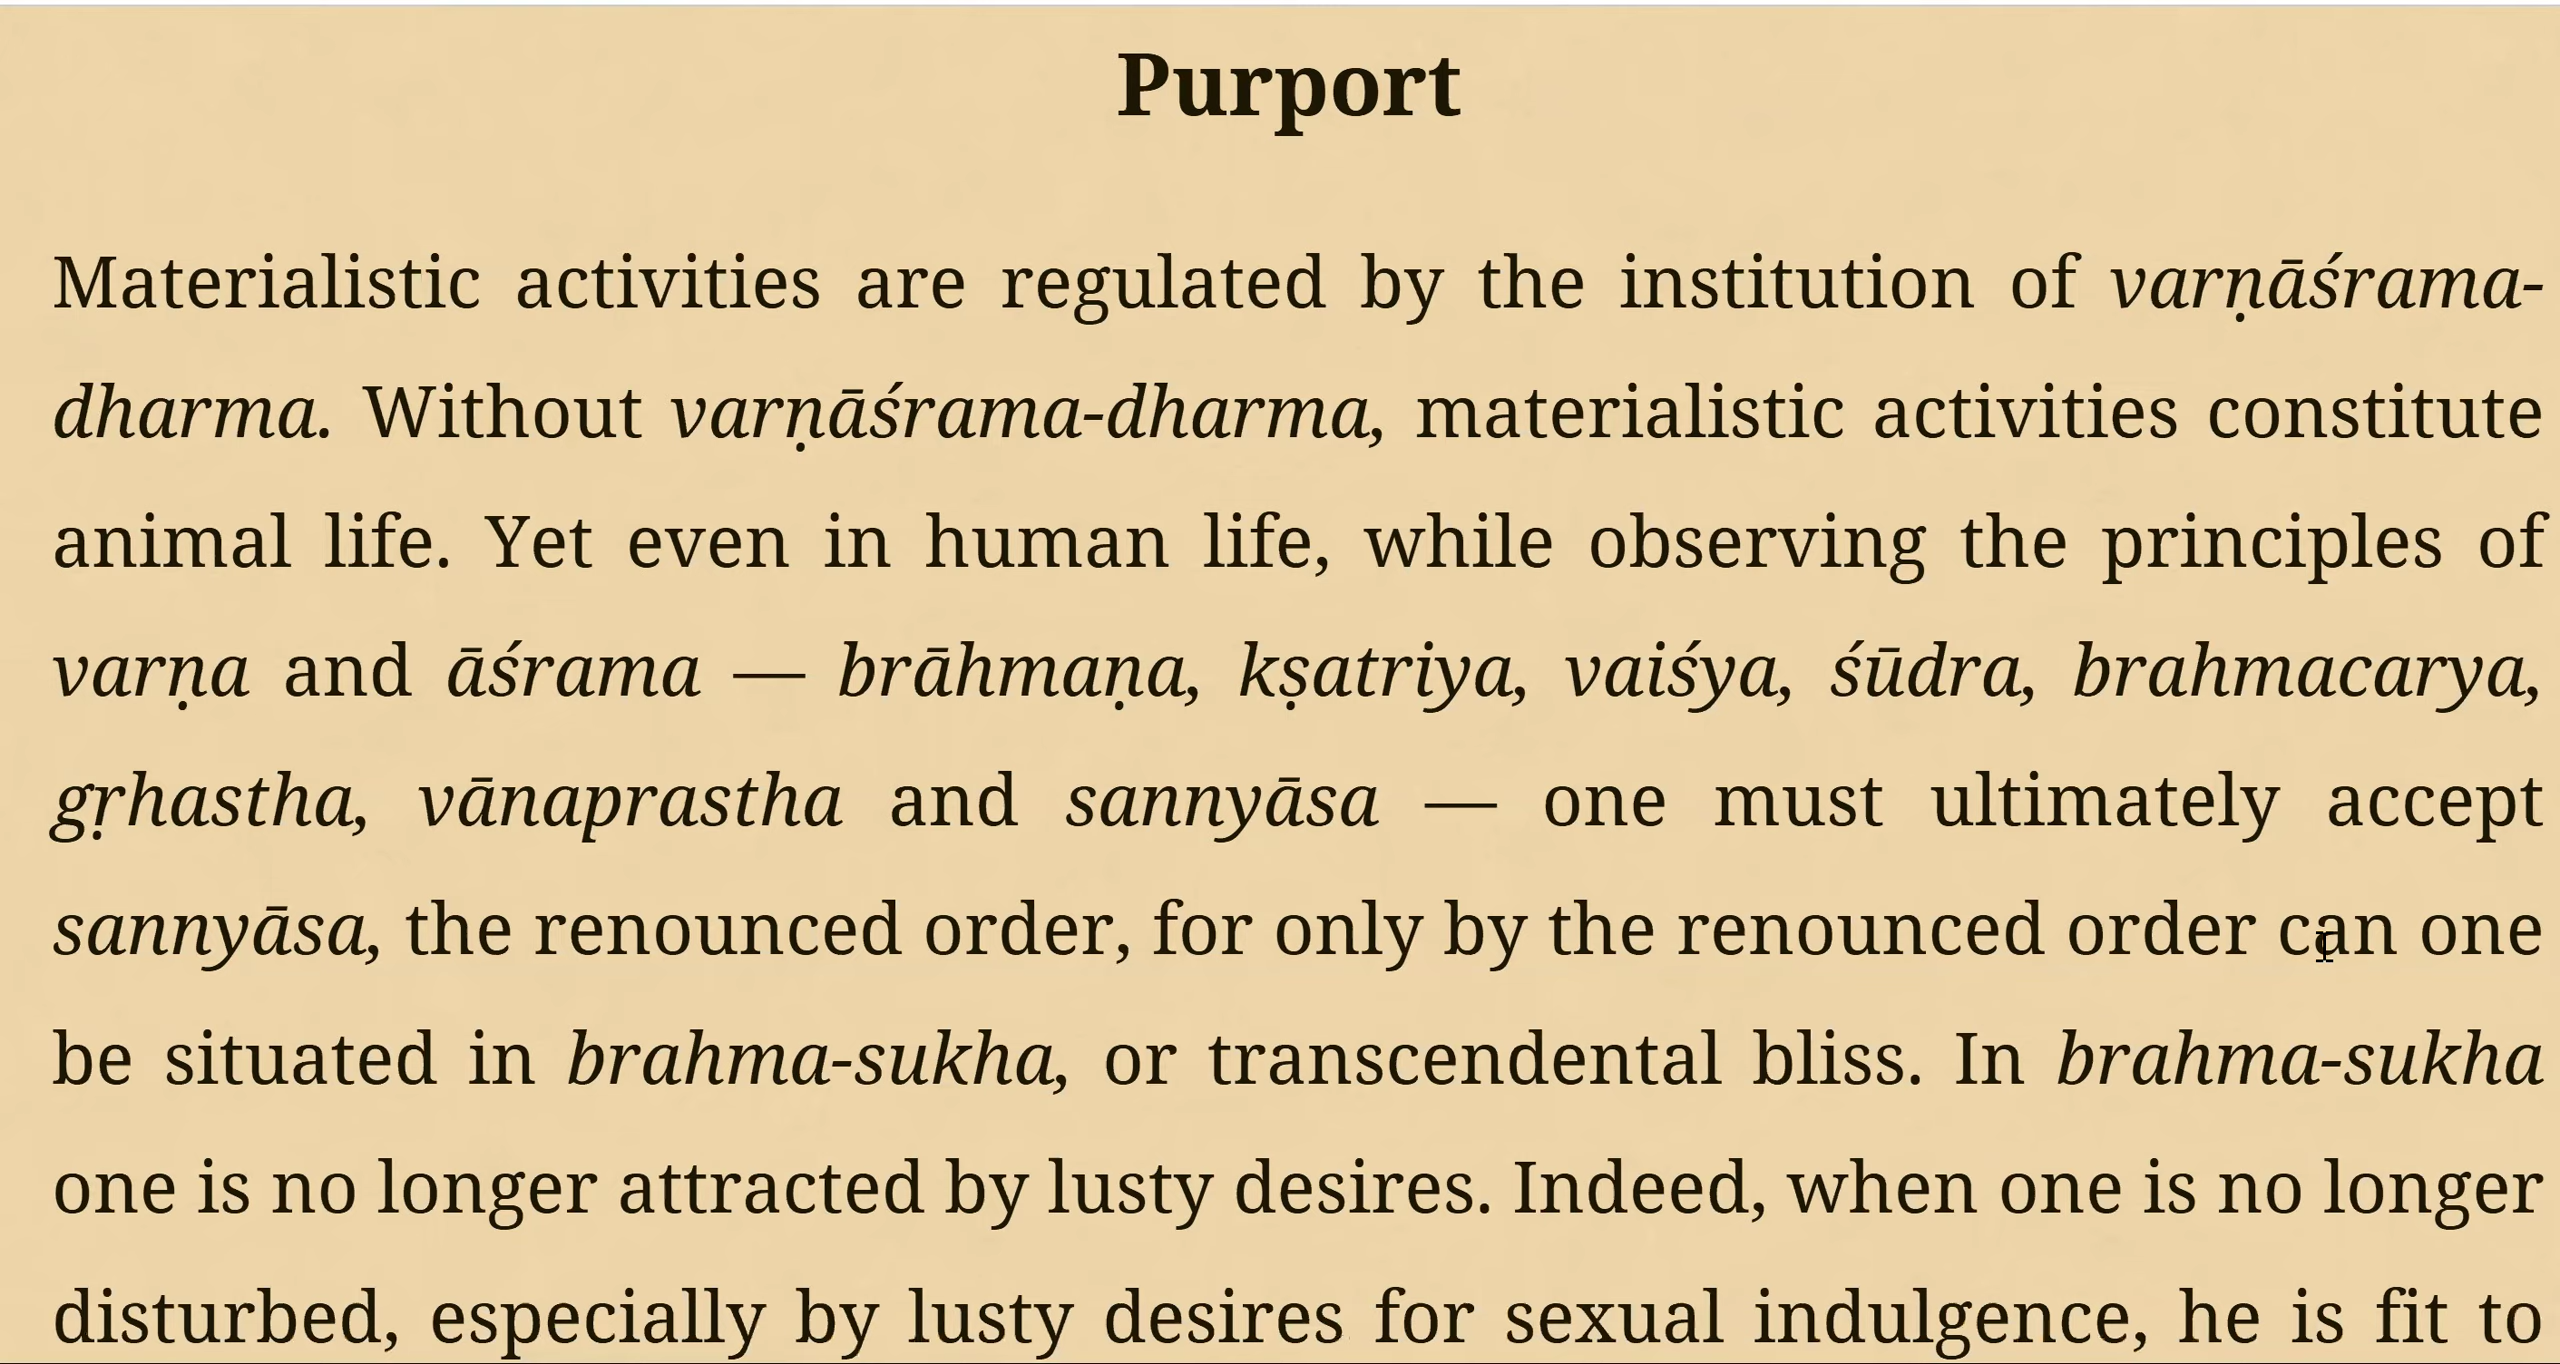 Purport
Materialistic activities are regulated by the institution of varṇāśrama-
dharma. Without varṇāśrama-dharma, materialistic activities constitute
animal life. Yet even in human life, while observing the principles of
varṇa and āśrama — brāhmaṇa, kṣatriya, vaiśya, śūdra, brahmacarya,
gṛhastha, vānaprastha and sannyāsa — one must ultimately accept
sannyāsa, the renounced order, for only by the renounced order can one
be situated in brahma-sukha, or transcendental bliss. In brahma-sukha
one is no longer attracted by lusty desires. Indeed, when one is no longer
disturbed, especially by lusty desires for sexual indulgence, he is fit to